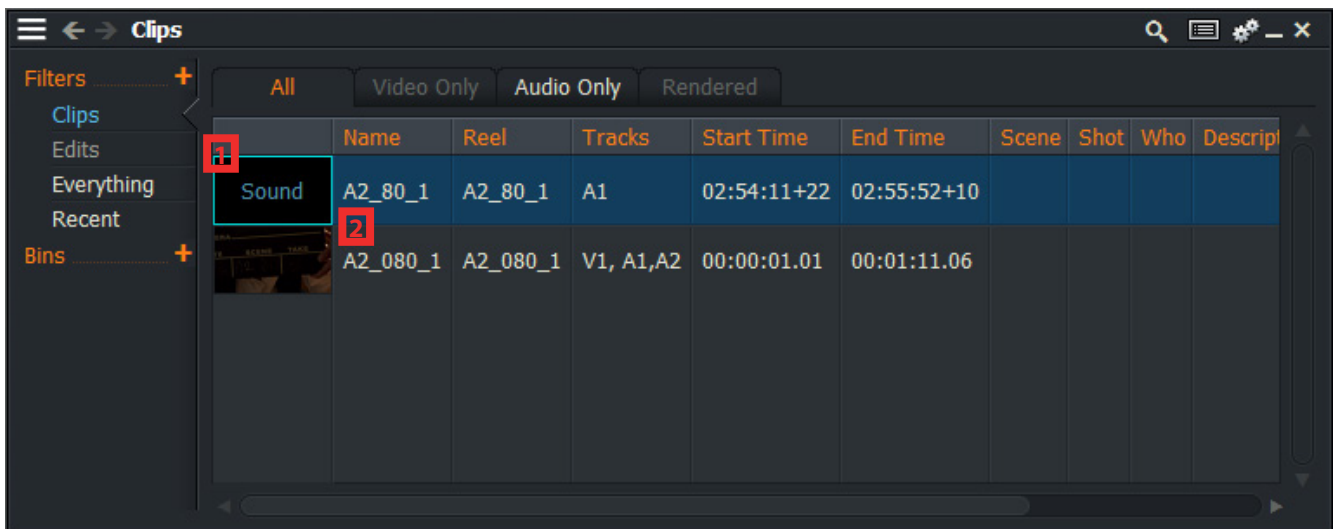 Clips
Filters
Clips
Edits
Everything
Recent
Bins
All Video Only Audio Only Rendered
Name Reel Tracks Start Time End Time Scene Shot Who Descript
1
Sound A2_80_1 A2_80_1 A1 02:54:11+22 02:55:52+10
2
SCENE TAKE
A2_080_1 A2_080_1 V1, A1,A2 00:00:01.01 00:01:11.06